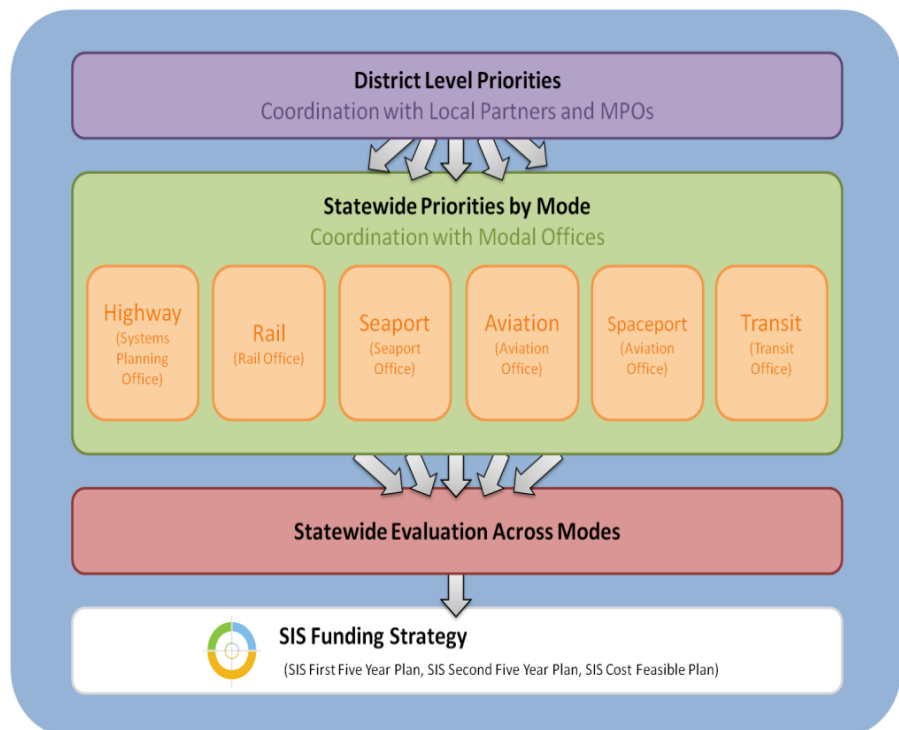 District Level Priorities
Coordination with Local Partners and MPOs
Statewide Priorities by Mode
Coordination with Modal Offices
Highway
(Systems
Planning
Office)
Rail
(Rail Office)
Seaport
(Seaport
Office)
Aviation
(Aviation
Office)
Spaceport
(Aviation
Office)
Transit
(Transit
Office)
Statewide Evaluation Across Modes
SIS Funding Strategy
(SIS First Five Year Plan, SIS Second Five Year Plan, SIS Cost Feasible Plan)